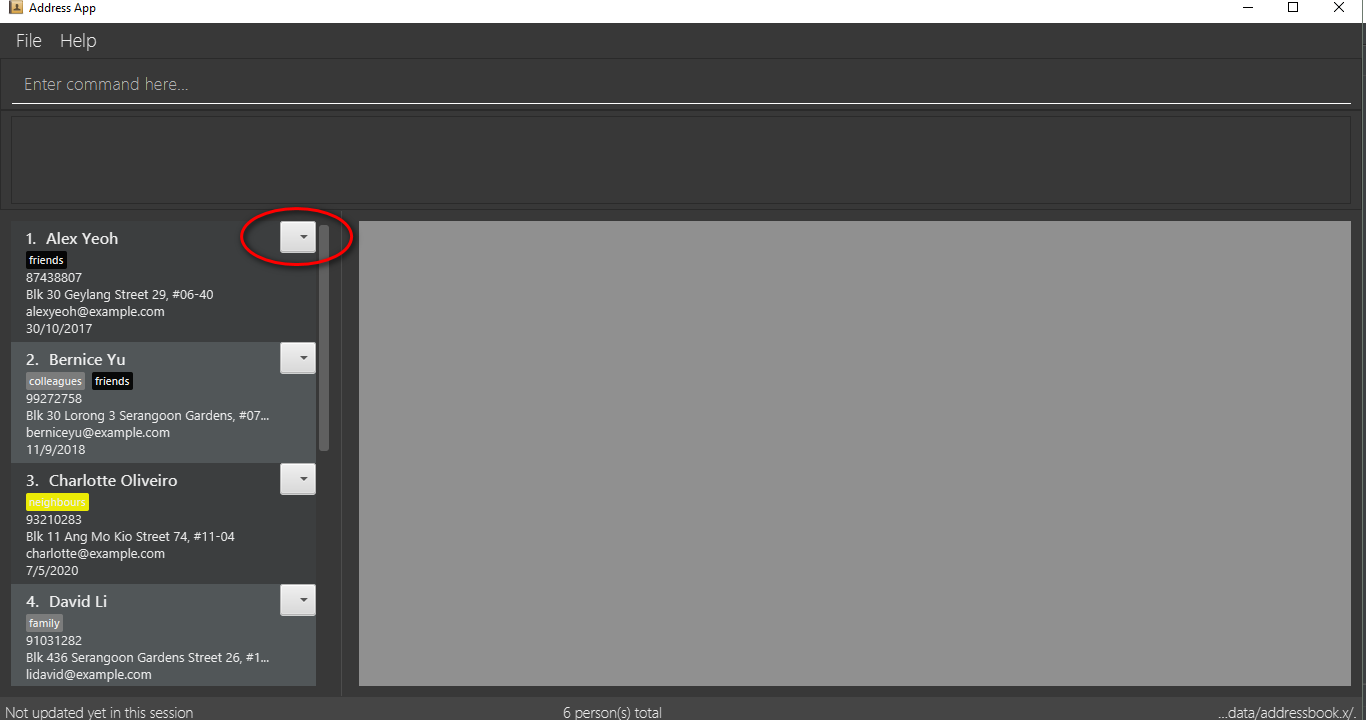 Address App
File Help
Enter command here...
1. Alex Yeoh
friends
87438807
Blk 30 Geylang Street 29, #06-40
alexyeoh@example.com
30/10/2017
2. Bernice Yu
colleagues friends
99272758
Blk 30 Lorong 3 Serangoon Gardens, #07...
berniceyu@example.com
11/9/2018
3. Charlotte Oliveiro
neighbours
93210283
Blk 11 Ang Mo Kio Street 74, #11-04
charlotte@example.com
7/5/2020
4. David Li
family
91031282
Blk 436 Serangoon Gardens Street 26, #1...
lidavid@example.com
Not updated yet in this session 6 person(s) total ...data/addressbook.x/.